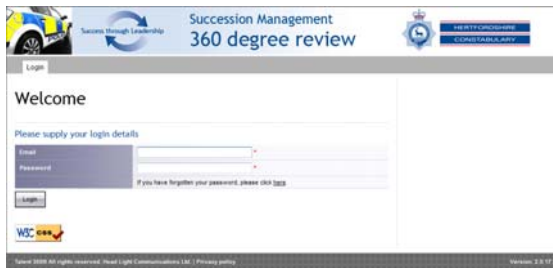 Success through Leadership
Succession Management
360 degree review
HERTFORDSHIRE
CONSTABULARY
Login
Welcome
Please supply your login details
Email
*
Password
*
If you have forgotten your password, please click here
Login
W3C css
Talent 2009 All rights reserved. Head Light Communications Ltd. | Privacy policy
Version: 2.0.17